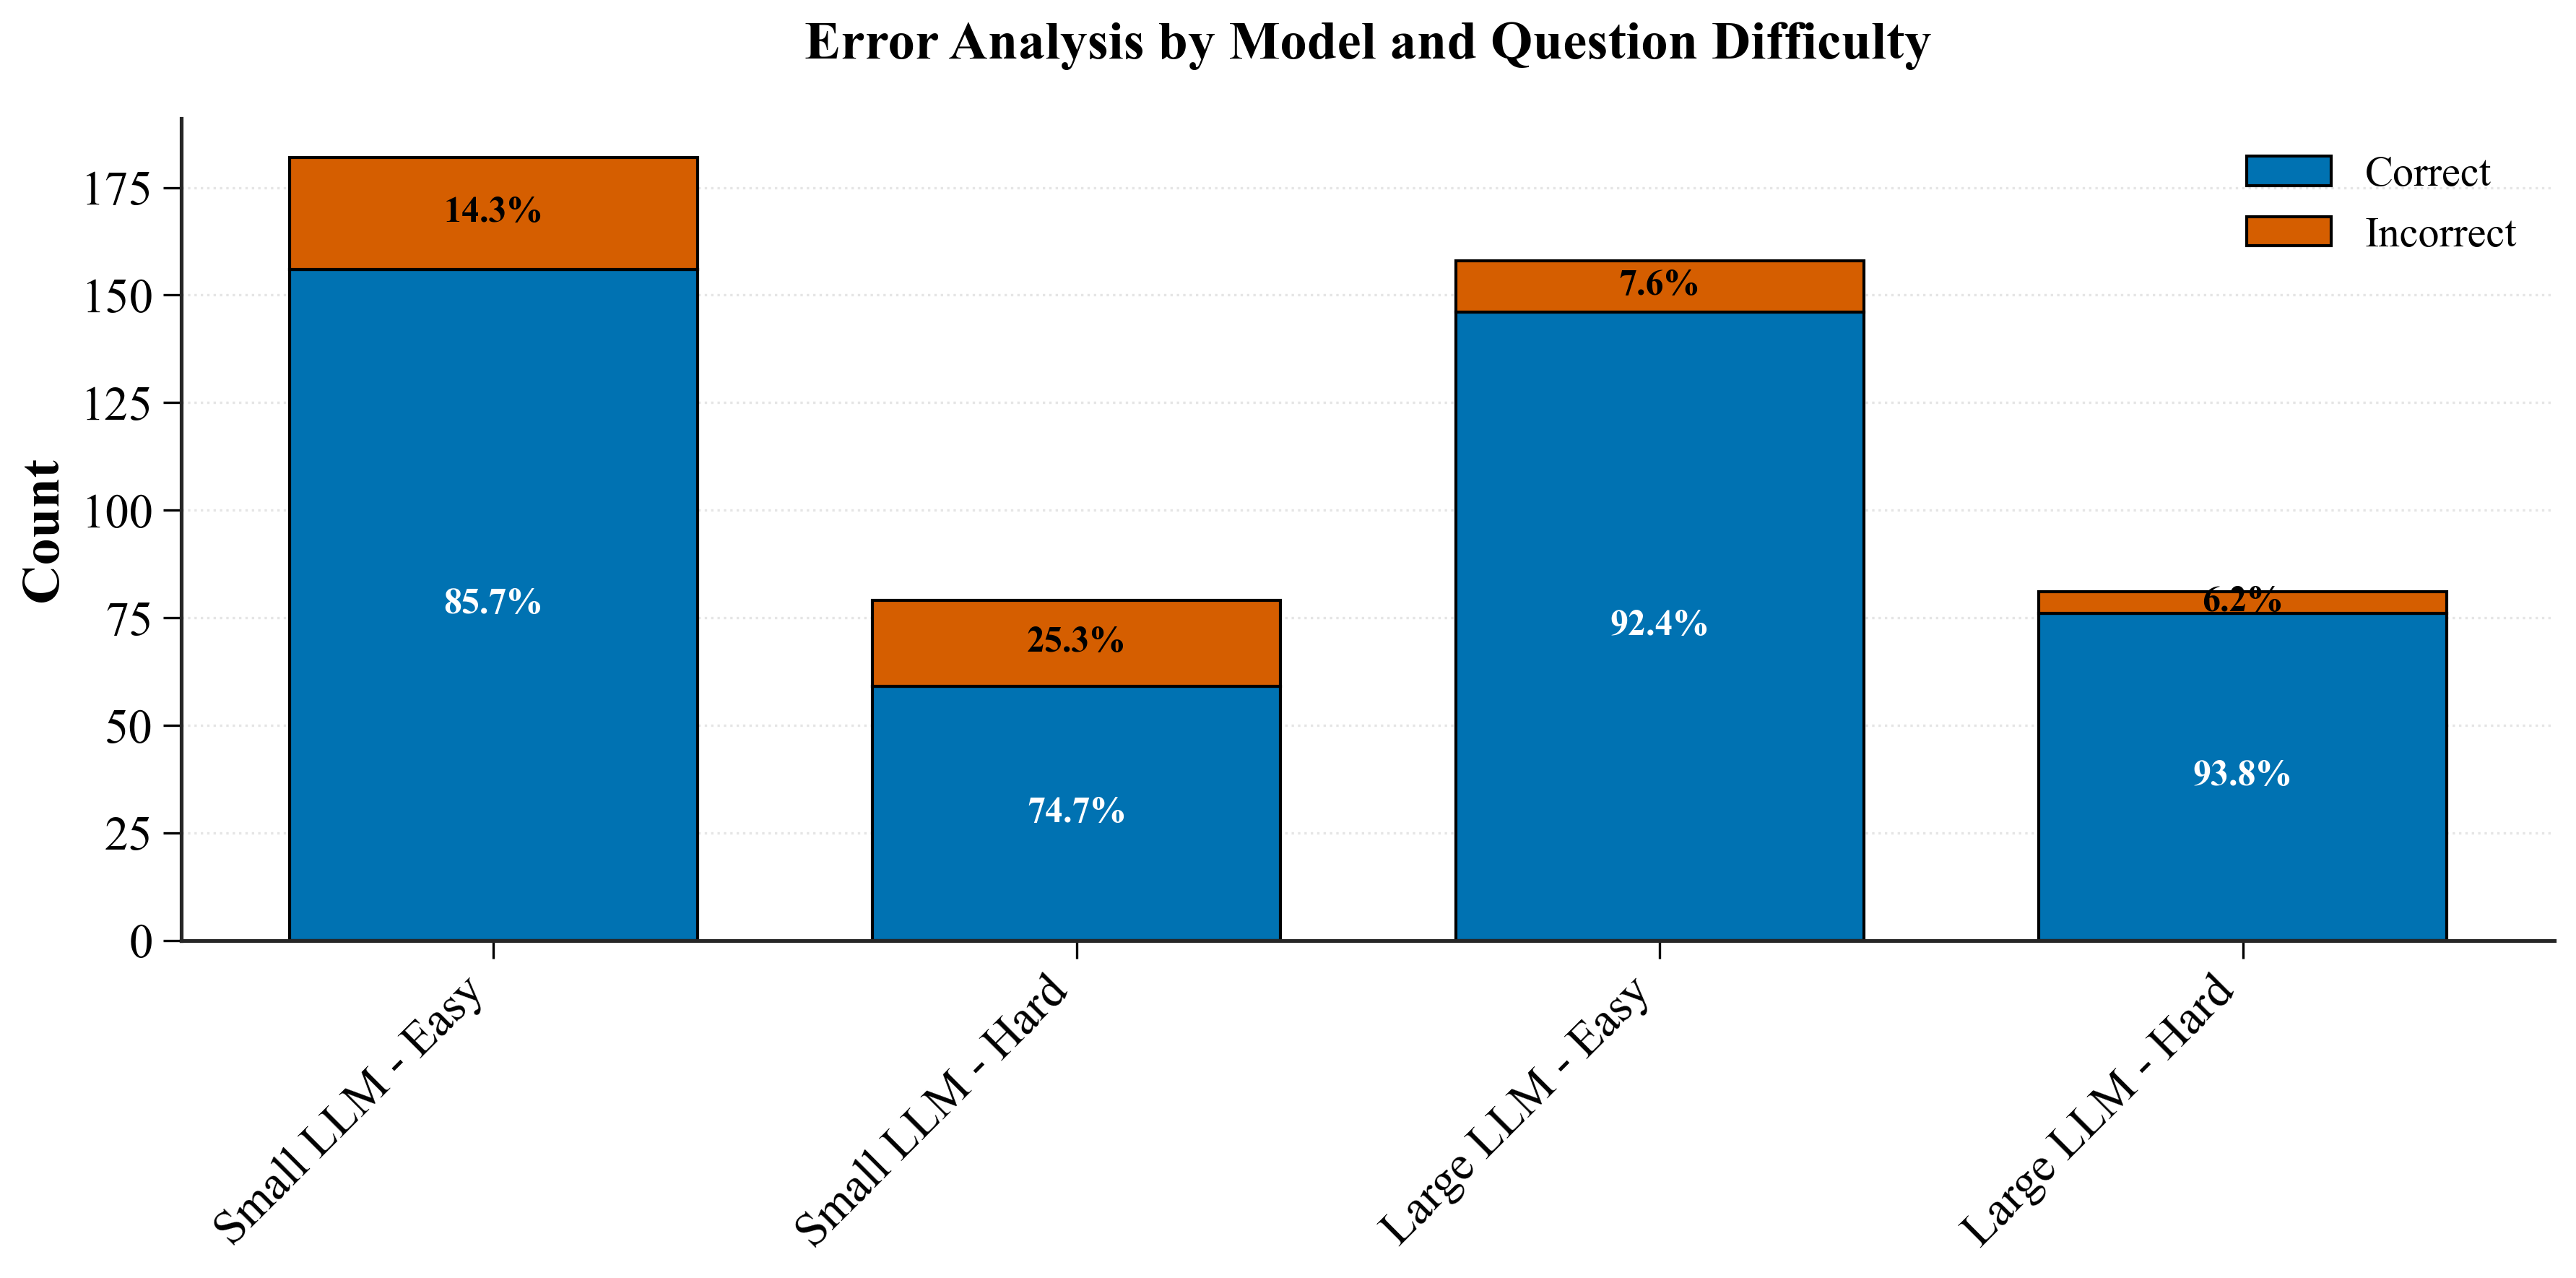 Error Analysis by Model and Question Difficulty
Count
175
150
125
100
75
50
25
0
Correct
Incorrect
14.3%
85.7%
25.3%
74.7%
7.6%
92.4%
6.2%
93.8%
Small LLM - Easy
Small LLM - Hard
Large LLM - Easy
Large LLM - Hard